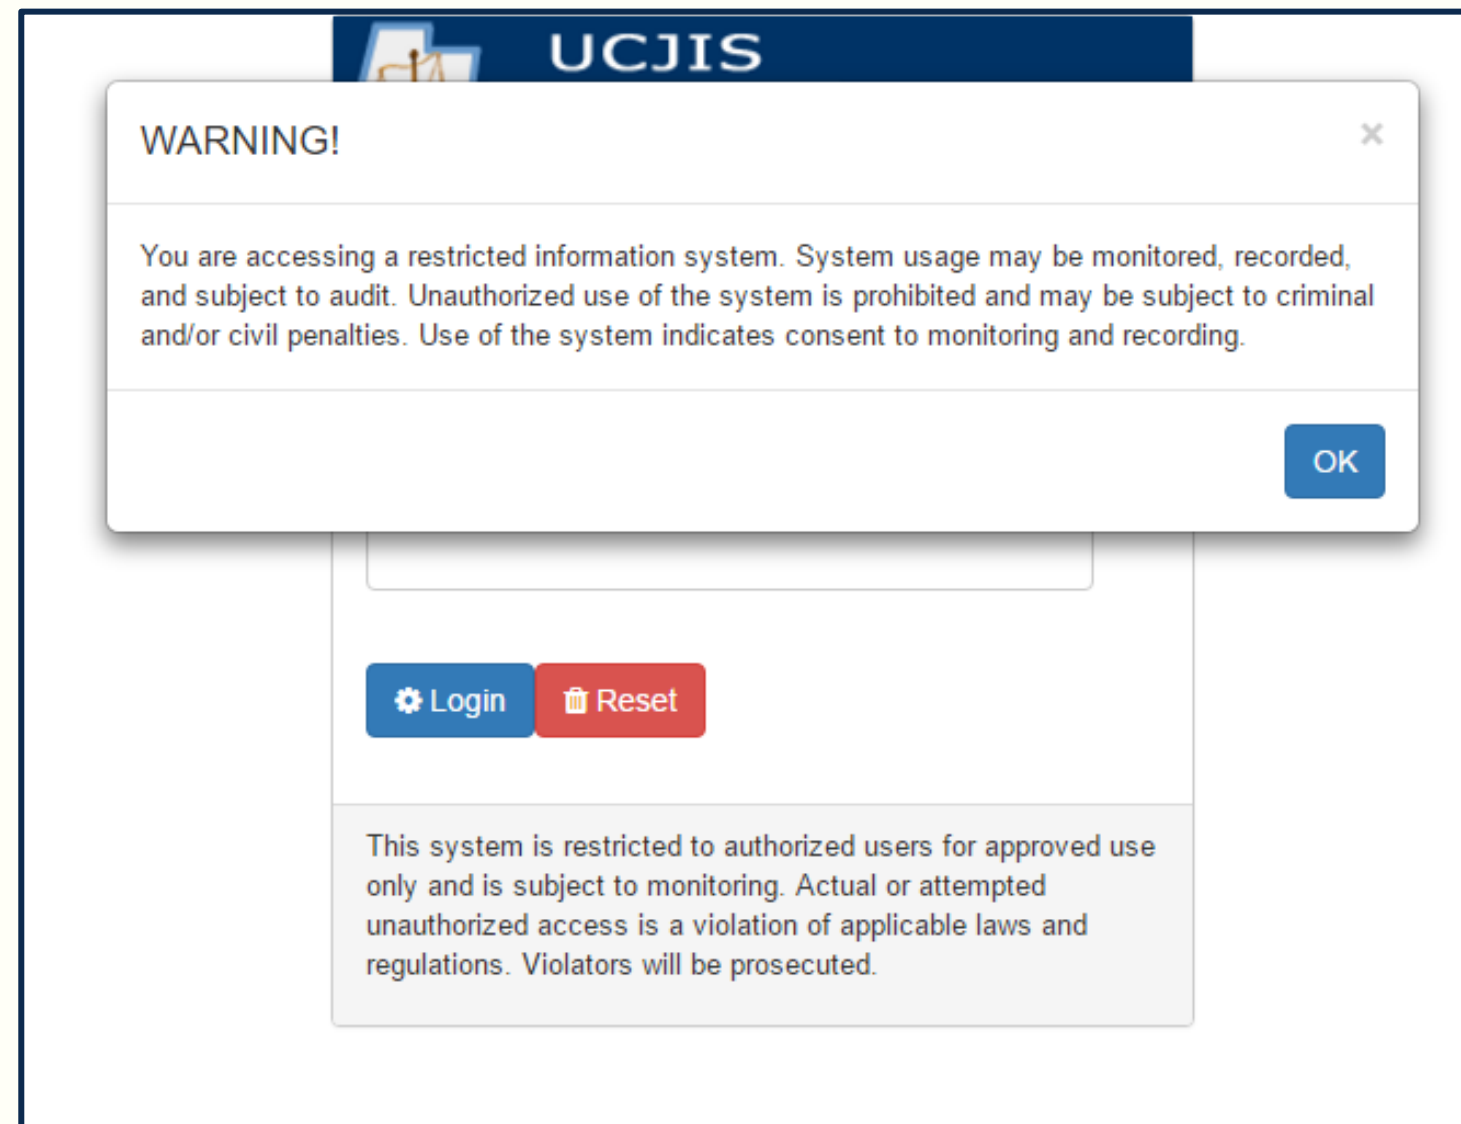 UCJIS
WARNING!
×
You are accessing a restricted information system. System usage may be monitored, recorded,
and subject to audit. Unauthorized use of the system is prohibited and may be subject to criminal
and/or civil penalties. Use of the system indicates consent to monitoring and recording.
OK
Login Reset
This system is restricted to authorized users for approved use
only and is subject to monitoring. Actual or attempted
unauthorized access is a violation of applicable laws and
regulations. Violators will be prosecuted.